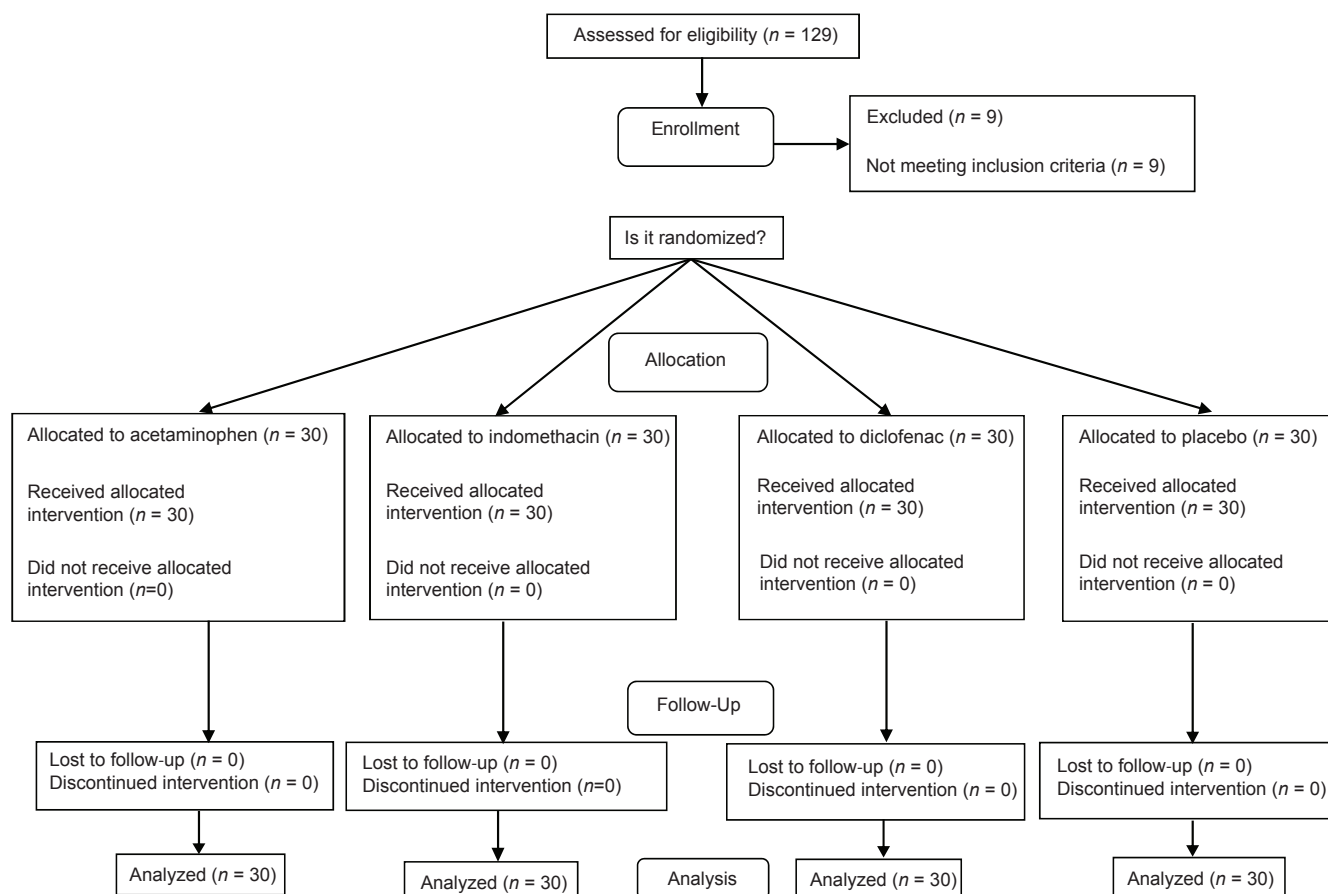 Assessed for eligibility (n = 129)
Enrollment
Excluded (n = 9)
Not meeting inclusion criteria (n = 9)
Is it randomized?
Allocation
Allocated to acetaminophen (n = 30)
Received allocated
intervention (n = 30)
Did not receive allocated
intervention (n=0)
Allocated to indomethacin (n = 30)
Received allocated
intervention (n = 30)
Did not receive allocated
intervention (n = 0)
Allocated to diclofenac (n = 30)
Received allocated
intervention (n = 30)
Did not receive allocated
intervention (n = 0)
Allocated to placebo (n = 30)
Received allocated
intervention (n = 30)
Did not receive allocated
intervention (n = 0)
Follow-Up
Lost to follow-up (n = 0)
Discontinued intervention (n = 0)
Lost to follow-up (n = 0)
Discontinued intervention (n=0)
Lost to follow-up (n = 0)
Discontinued intervention (n = 0)
Lost to follow-up (n = 0)
Discontinued intervention (n = 0)
Analyzed (n = 30)
Analyzed (n = 30)
Analysis
Analyzed (n = 30)
Analyzed (n = 30)